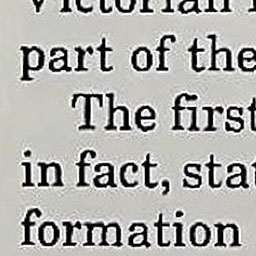 part of the
The first
in fact, sta
formation